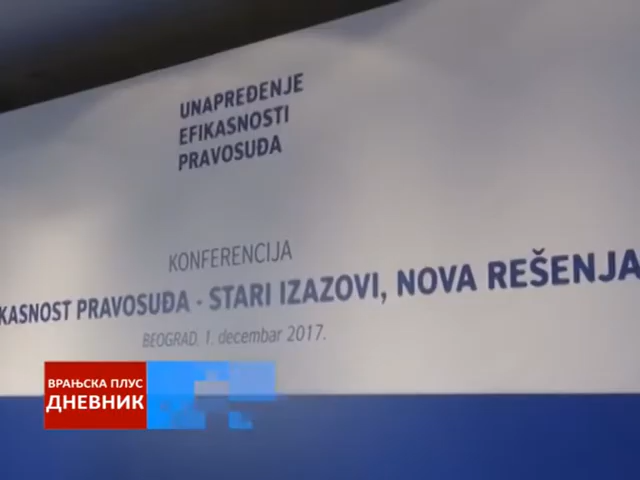 UNAPREĐENJE
EFIKASNOSTI
PRAVOSUĐA
KONFERENCIJA
KASNOST PRAVOSUĐA - STARI IZAZOVI, NOVA REŠENJA
BEOGRAD, 1. decembar 2017.
ВРАЊСКА ПЛУС
ДНЕВНИК